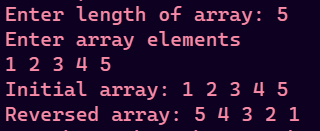 Enter length of array: 5
Enter array elements
1 2 3 4 5
Initial array: 1 2 3 4 5
Reversed array: 5 4 3 2 1